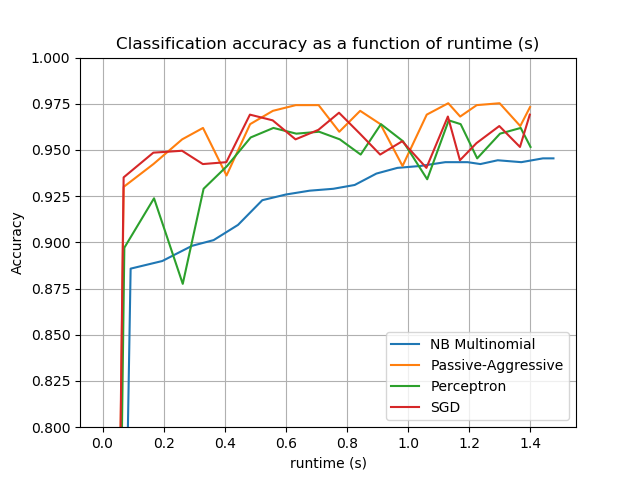 Classification accuracy as a function of runtime (s)
1.000
0.975
0.950
0.925
0.900
0.875
0.850
0.825
0.800
Accuracy
NB Multinomial
Passive-Aggressive
Perceptron
SGD
0.0 0.2 0.4 0.6 0.8 1.0 1.2 1.4
runtime (s)